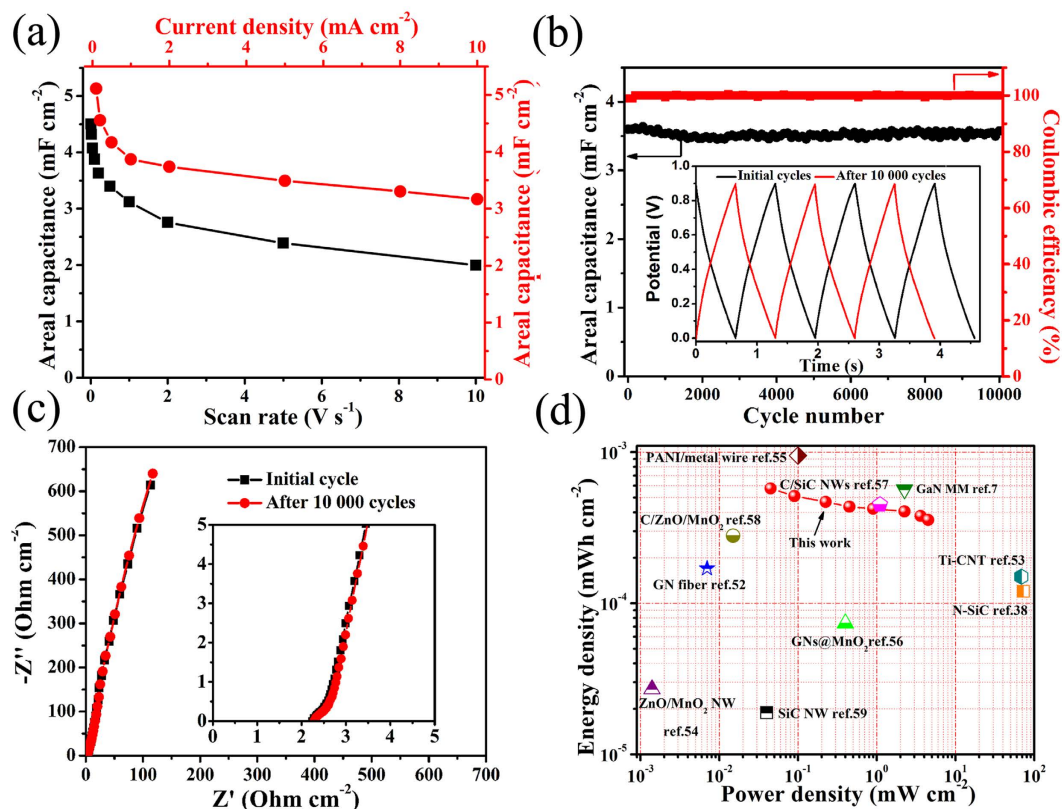 (a)
Current density (mA cm-2)
0 2 4 6 8 10
Areal capacitance (mF cm-2)
5
4
3
2
1
0
Areal capacitance (mF cm-2)
5
4
3
2
1
0
0 2 4 6 8 10
Scan rate (V s-1)
(b)
Areal capacitance (mF cm-2)
4
3
2
1
0
Coulombic efficiency (%)
100
80
60
40
20
0
Initial cycles After 10 000 cycles
Potential (V)
0.8
0.6
0.4
0.2
0.0
0 1 2 3 4
Time (s)
0 2000 4000 6000 8000 10000
Cycle number
(c)
-Z'' (Ohm cm-2)
700
600
500
400
300
200
100
0
Initial cycle
After 10 000 cycles
5
4
3
2
1
0
0 1 2 3 4 5
0 100 200 300 400 500 600 700
Z' (Ohm cm-2)
(d)
Energy density (mWh cm-2)
10-3
10-4
10-5
PANI/metal wire ref.55
C/SiC NWs ref.57
GaN MM ref.7
C/ZnO/MnO2 ref.58
This work
GN fiber ref.52
Ti-CNT ref.53
N-SiC ref.38
GNs@MnO2 ref.56
ZnO/MnO2 NW
ref.54
SiC NW ref.59
10-3 10-2 10-1 100 101 102
Power density (mW cm-2)